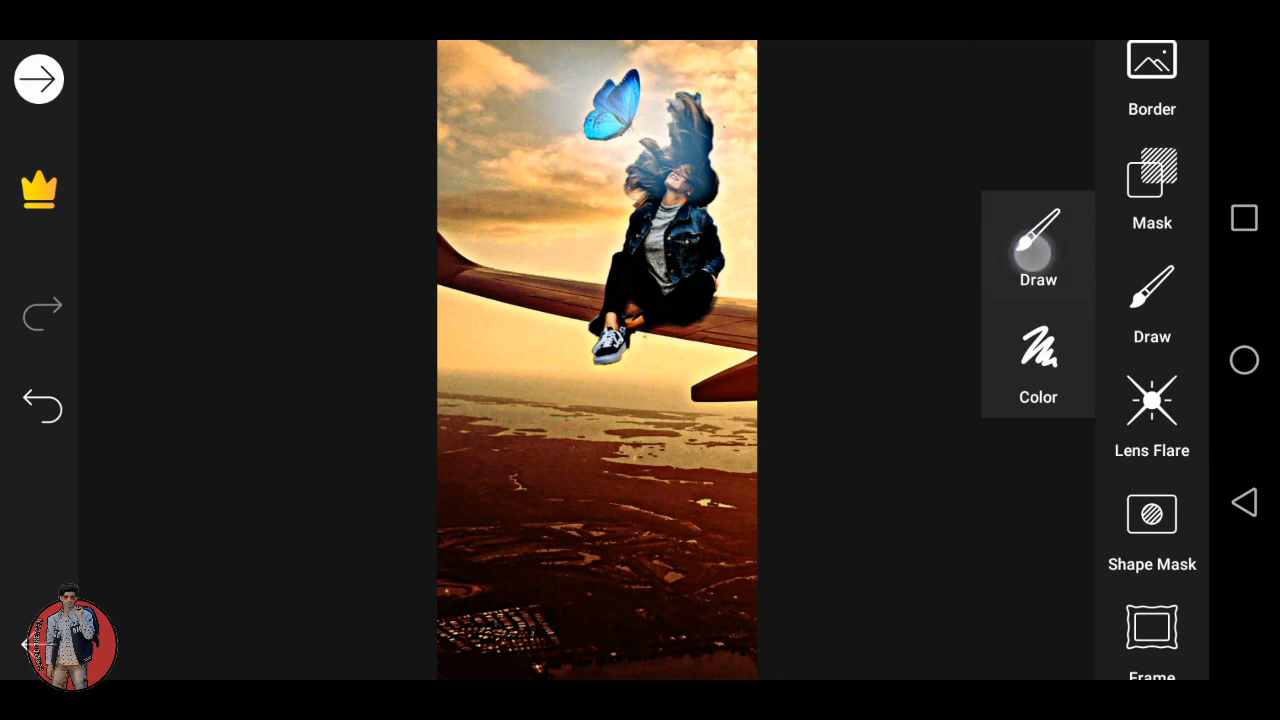 Border
Mask
Draw
Lens Flare
Shape Mask
Frame
Draw
Color